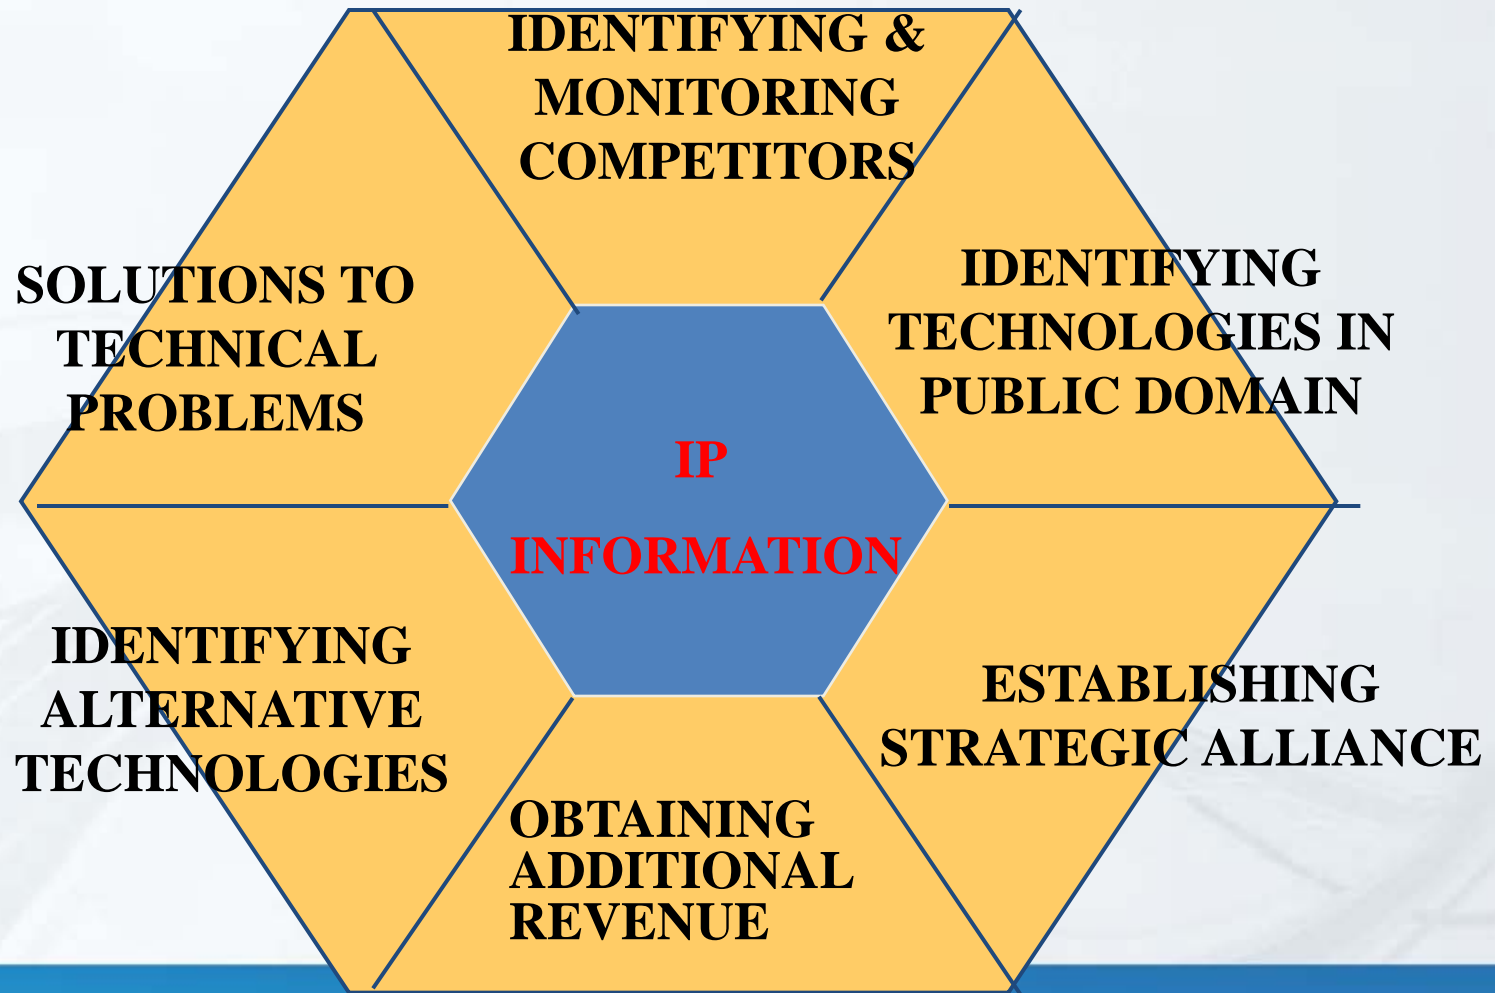 IDENTIFYING &
MONITORING
COMPETITORS
IDENTIFYING
TECHNOLOGIES IN
PUBLIC DOMAIN
SOLUTIONS TO
TECHNICAL
PROBLEMS
IP
INFORMATION
IDENTIFYING
ALTERNATIVE
TECHNOLOGIES
ESTABLISHING
STRATEGIC ALLIANCE
OBTAINING
ADDITIONAL
REVENUE